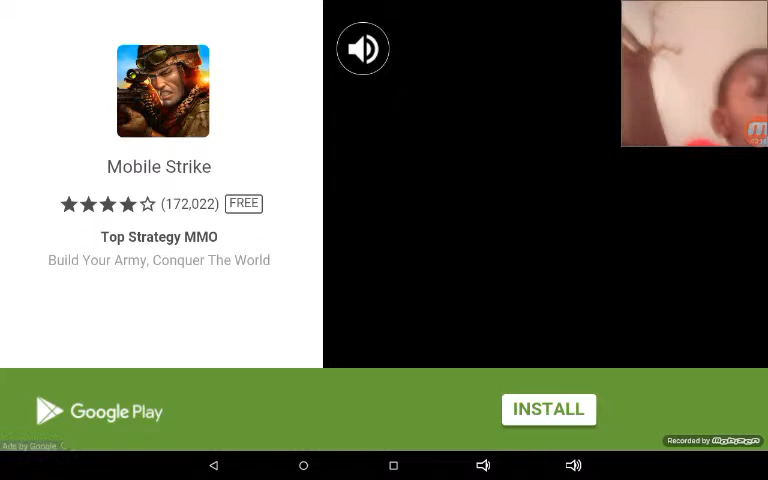 Mobile Strike
(172,022) FREE
Top Strategy MMO
Build Your Army, Conquer The World
Google Play
INSTALL
Ads by Google
Recorded by Mobizen